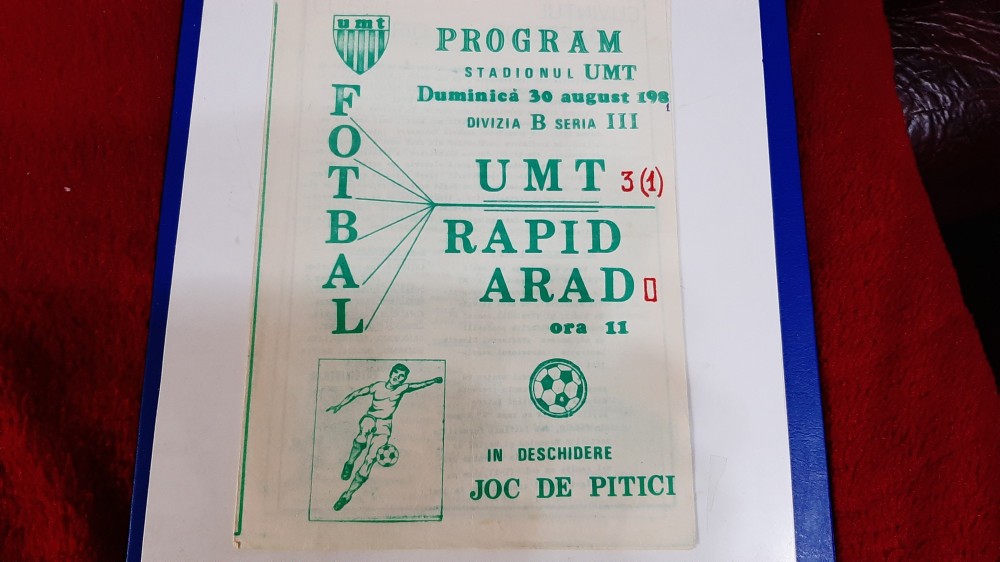 umt
PROGRAM
STADIONUL UMT
Duminică 30 august 1981
DIVIZIA B SERIA III
FOTBAL
UMT 3(1)
RAPID
ARAD 0
ora 11
IN DESCHIDERE
JOC DE PITICI